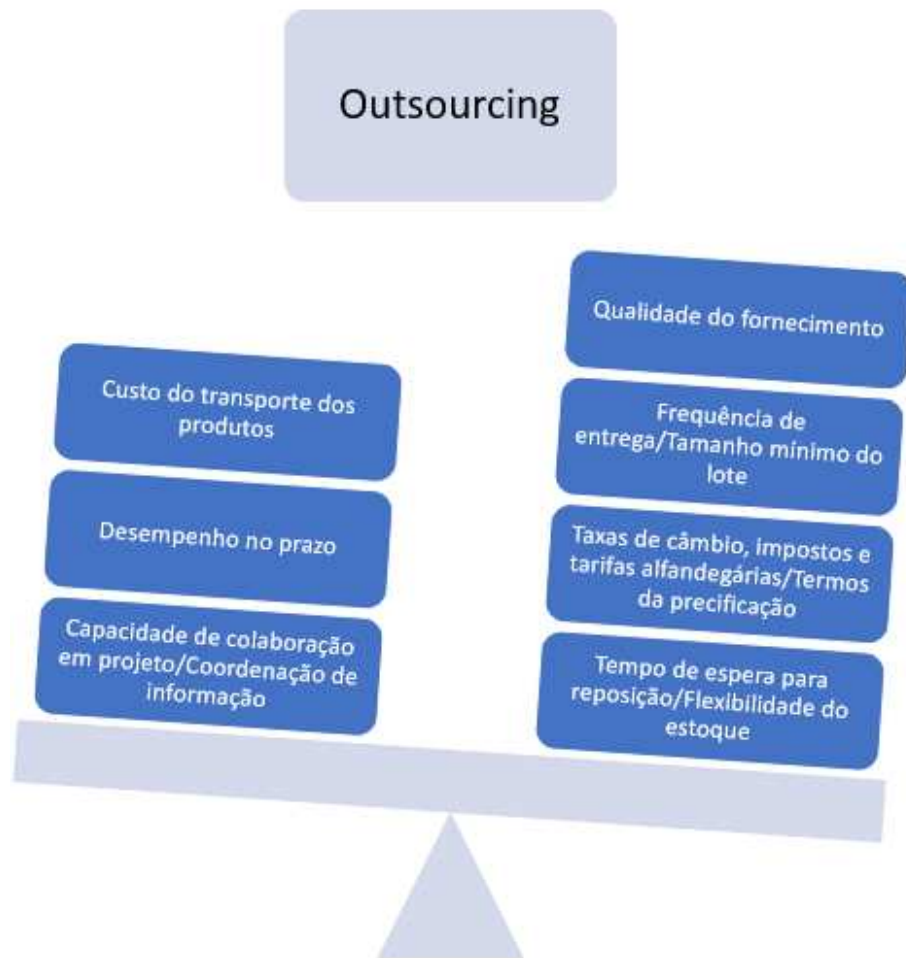 Outsourcing
Custo do transporte dos
produtos
Desempenho no prazo
Capacidade de colaboração
em projeto/Coordenação de
informação
Qualidade do fornecimento
Frequência de
entrega/Tamanho mínimo do
lote
Taxas de câmbio, impostos e
tarifas alfandegárias/Termos
da precificação
Tempo de espera para
reposição/Flexibilidade do
estoque